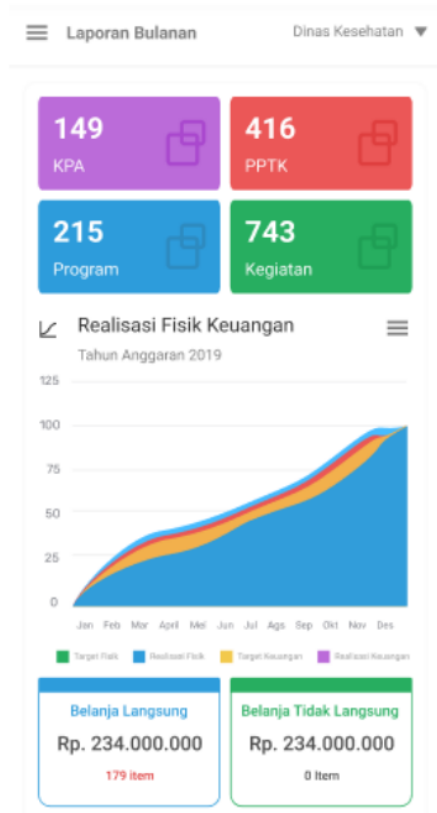 Laporan Bulanan
Dinas Kesehatan
149
KPA
416
PPTK
215
Program
743
Kegiatan
Realisasi Fisik Keuangan
Tahun Anggaran 2019
125
100
75
50
25
0
Jan Feb Mar April Mei Jun Jul Ags Sep Okt Nov Des
Target Fisik Realisasi Fisik Target Keuangan Realisasi Keuangan
Belanja Langsung
Rp. 234.000.000
179 item
Belanja Tidak Langsung
Rp. 234.000.000
0 Item